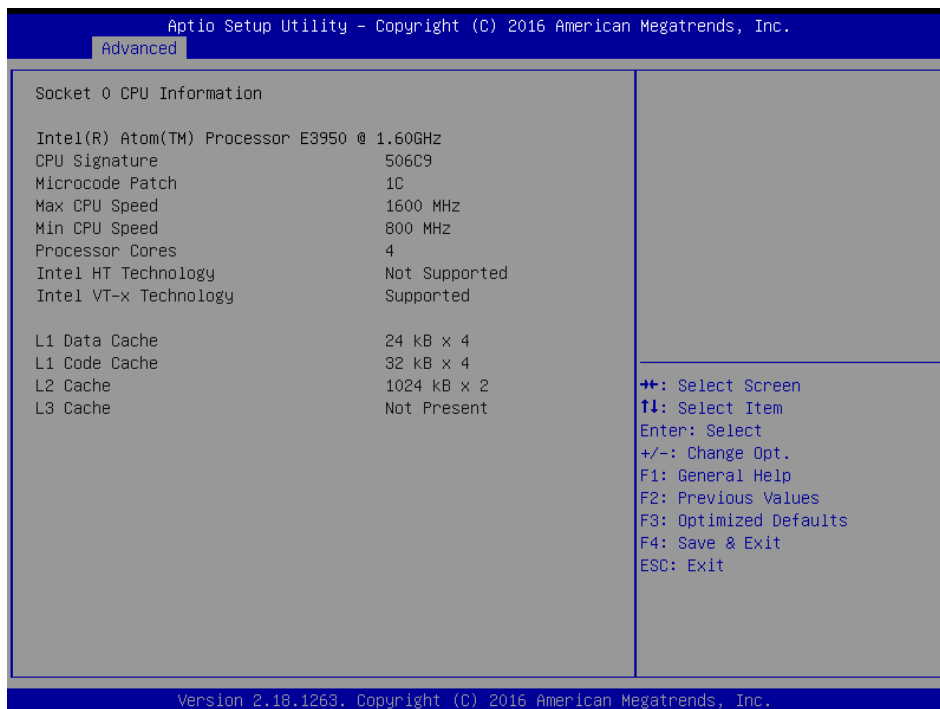 Aptio Setup Utility – Copyright (C) 2016 American Megatrends, Inc.
Advanced
Socket 0 CPU Information
Intel(R) Atom(TM) Processor E3950 @ 1.60GHz
CPU Signature 506C9
Microcode Patch 1C
Max CPU Speed 1600 MHz
Min CPU Speed 800 MHz
Processor Cores 4
Intel HT Technology Not Supported
Intel VT-x Technology Supported
L1 Data Cache 24 kB x 4
L1 Code Cache 32 kB x 4
L2 Cache 1024 kB x 2
L3 Cache Not Present
→←: Select Screen
↑↓: Select Item
Enter: Select
+/-: Change Opt.
F1: General Help
F2: Previous Values
F3: Optimized Defaults
F4: Save & Exit
ESC: Exit
Version 2.18.1263. Copyright (C) 2016 American Megatrends, Inc.